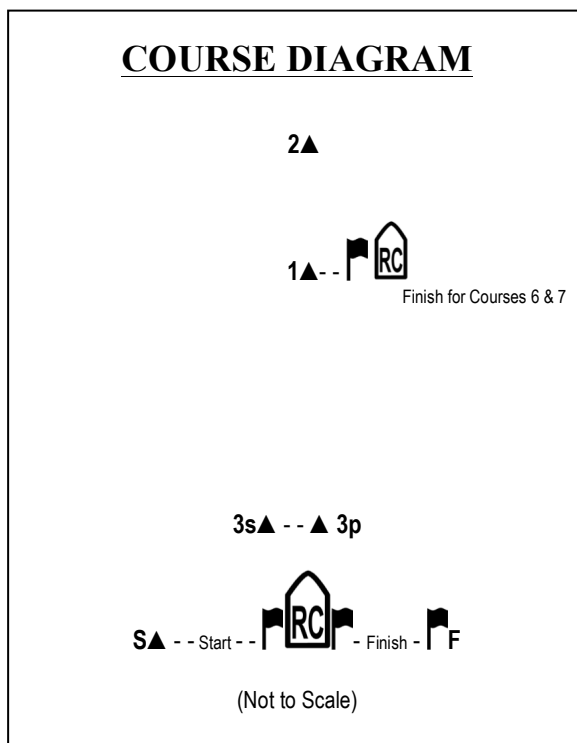 COURSE DIAGRAM
2▲
1▲- - RC
Finish for Courses 6 & 7
3s▲ - - ▲ 3p
S▲ - - Start - - RC - Finish - F
(Not to Scale)